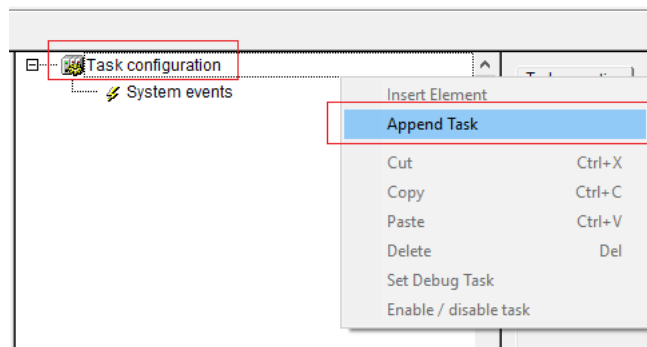 Task configuration
System events
Insert Element
Append Task
Cut Ctrl+X
Copy Ctrl+C
Paste Ctrl+V
Delete Del
Set Debug Task
Enable / disable task